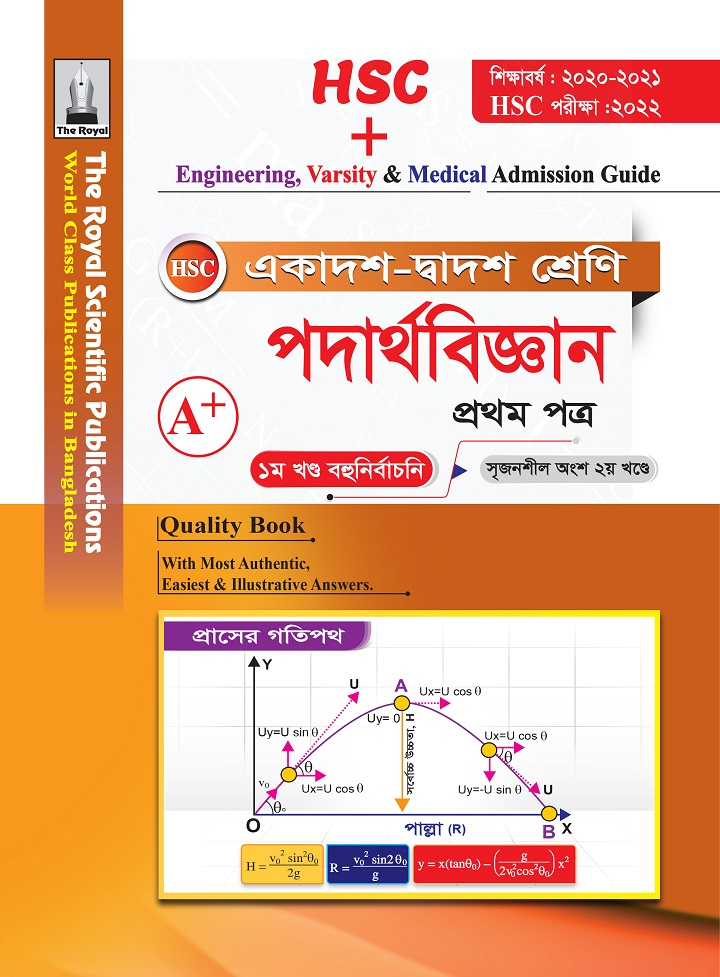 The Royal
The Royal Scientific Publications
World Class Publications in Bangladesh
HSC
+
শিক্ষাবর্ষ : ২০২০-২০২১
HSC পরীক্ষা :২০২২
Engineering, Varsity & Medical Admission Guide
HSC
একাদশ-দ্বাদশ শ্রেণি
পদার্থবিজ্ঞান
প্রথম পত্র
A+
১ম খণ্ড বহুনির্বাচনি
সৃজনশীল অংশ ২য় খণ্ডে
Quality Book
With Most Authentic,
Easiest & Illustrative Answers.
প্রাসের গতিপথ
Y
U
A
Ux=U cos θ
Uy= 0
Uy=U sin θ
সর্বোচ্চ উচ্চতা, H
Ux=U cos θ
θ
θ
v₀
Ux=U cos θ
Uy=-U sin θ
U
θ₀
O
পাল্লা (R)
B
X
H = v₀² sin²θ₀ / 2g
R = v₀² sin2θ₀ / g
y = x(tanθ₀) − (g / 2v₀²cos²θ₀) x²